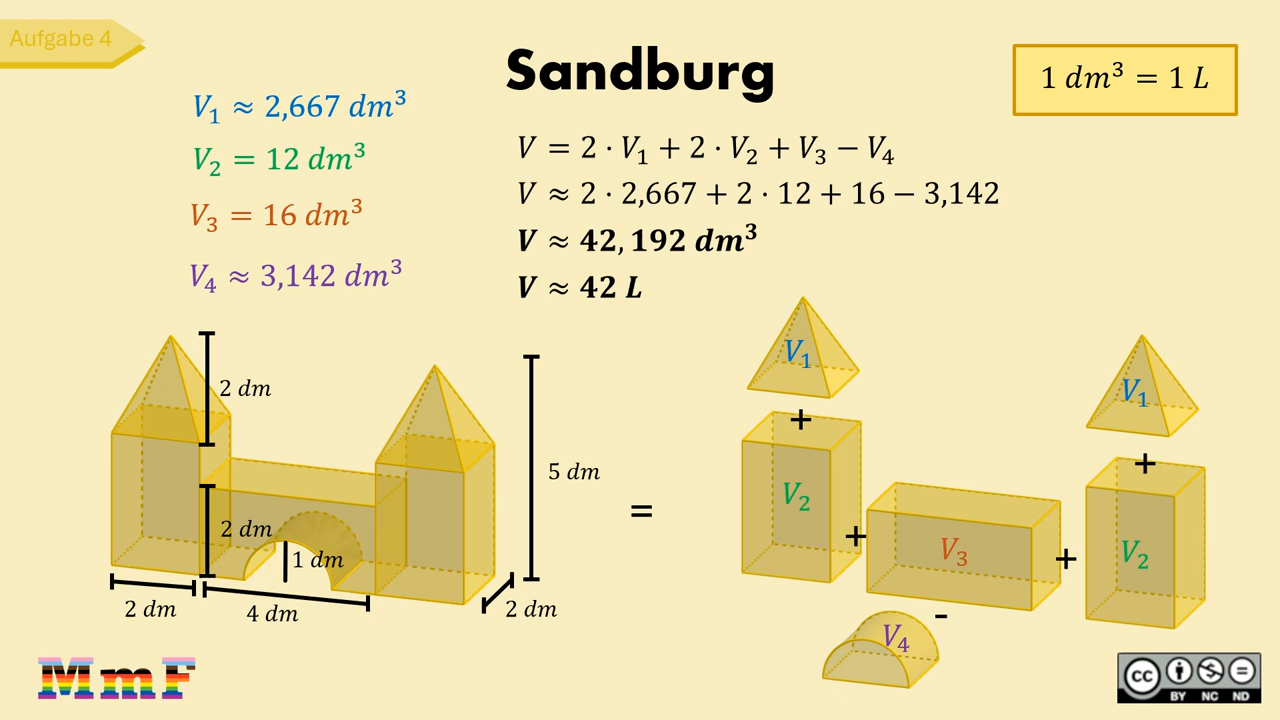 Aufgabe 4
Sandburg
1 dm³ = 1 L
V₁ ≈ 2,667 dm³
V₂ = 12 dm³
V₃ = 16 dm³
V₄ ≈ 3,142 dm³
V = 2 · V₁ + 2 · V₂ + V₃ − V₄
V ≈ 2 · 2,667 + 2 · 12 + 16 − 3,142
V ≈ 42,192 dm³
V ≈ 42 L
2 dm
5 dm
2 dm
1 dm
2 dm
4 dm
2 dm
=
V₁
+
V₂
+
V₃
+
V₁
+
V₂
-
V₄
MmF
CC BY NC ND